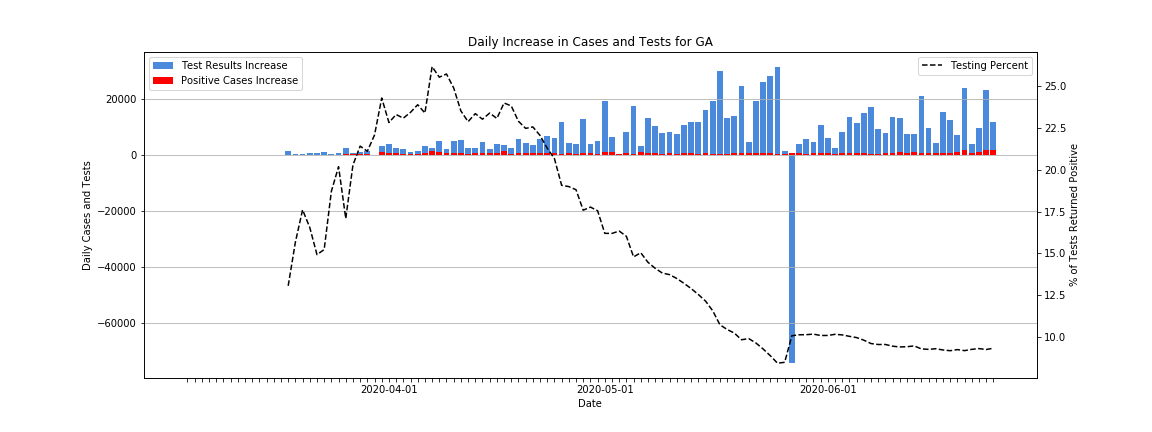 Daily Increase in Cases and Tests for GA
Test Results Increase
Positive Cases Increase
Testing Percent
20000
0
−20000
−40000
−60000
Daily Cases and Tests
25.0
22.5
20.0
17.5
15.0
12.5
10.0
% of Tests Returned Positive
2020-04-01
2020-05-01
2020-06-01
Date